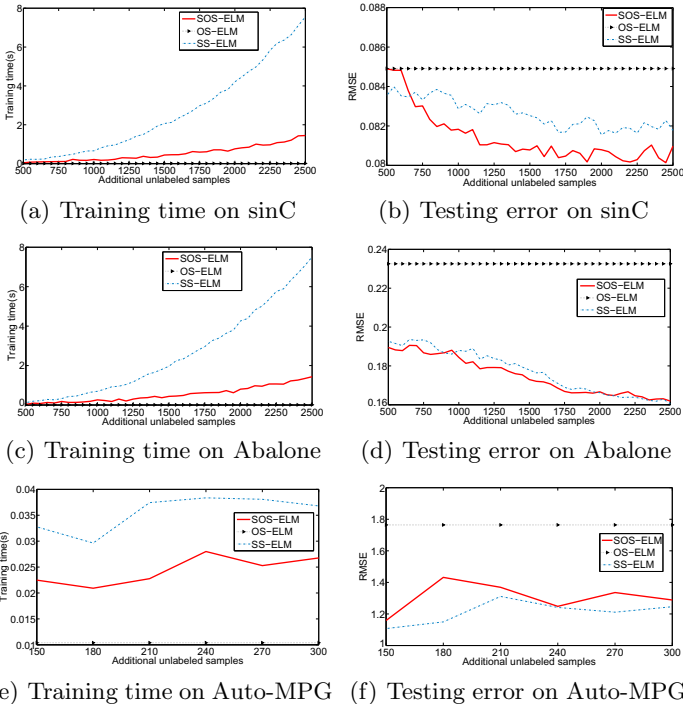 8
6
4
2
0
Training time(s)
SOS-ELM
OS-ELM
SS-ELM
500 750 1000 1250 1500 1750 2000 2250 2500
Additional unlabeled samples
(a) Training time on sinC
0.088
0.086
0.084
0.082
0.08
RMSE
SOS-ELM
OS-ELM
SS-ELM
500 750 1000 1250 1500 1750 2000 2250 2500
Additional unlabeled samples
(b) Testing error on sinC
8
6
4
2
0
Training time(s)
SOS-ELM
OS-ELM
SS-ELM
500 750 1000 1250 1500 1750 2000 2250 2500
Additional unlabeled samples
(c) Training time on Abalone
0.24
0.22
0.2
0.18
0.16
RMSE
SOS-ELM
OS-ELM
SS-ELM
500 750 1000 1250 1500 1750 2000 2250 2500
Additional unlabeled samples
(d) Testing error on Abalone
0.04
0.035
0.03
0.025
0.02
0.015
0.01
Training time(s)
SOS-ELM
OS-ELM
SS-ELM
150 180 210 240 270 300
Additional unlabeled samples
e) Training time on Auto-MPG
2
1.8
1.6
1.4
1.2
1
RMSE
SOS-ELM
OS-ELM
SS-ELM
150 180 210 240 270 300
Additional unlabeled samples
(f) Testing error on Auto-MPG